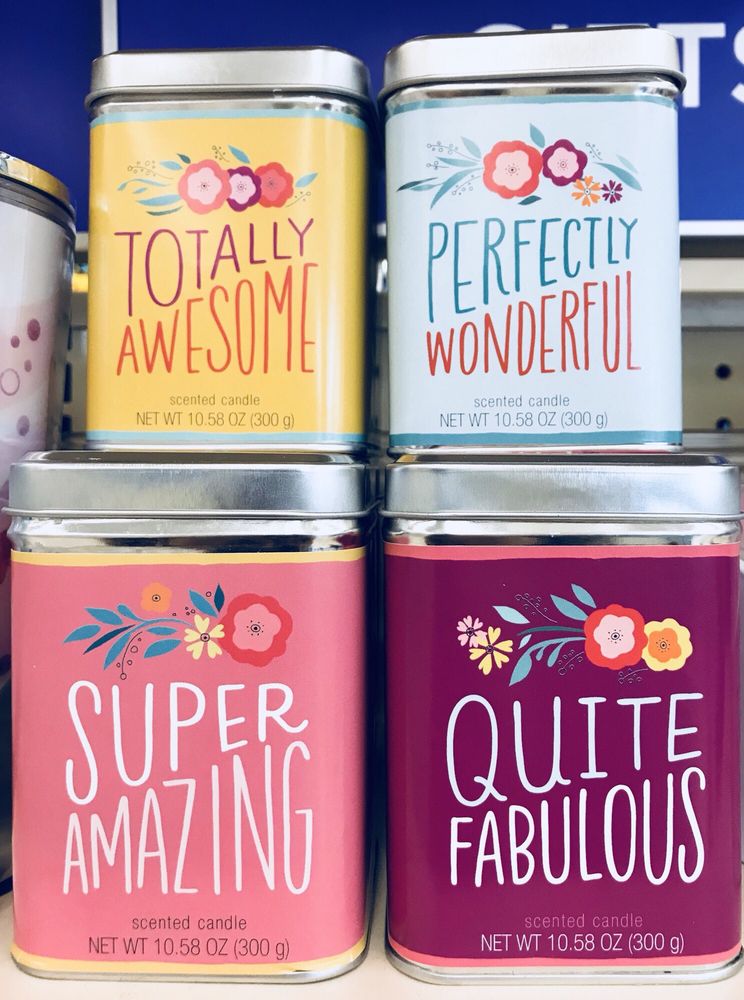 GIFTS
TOTALLY
AWESOME
scented candle
NET WT 10.58 OZ (300 g)
PERFECTLY
WONDERFUL
scented candle
NET WT 10.58 OZ (300 g)
SUPER
AMAZING
scented candle
NET WT 10.58 OZ (300 g)
QUITE
FABULOUS
scented candle
NET WT 10.58 OZ (300 g)